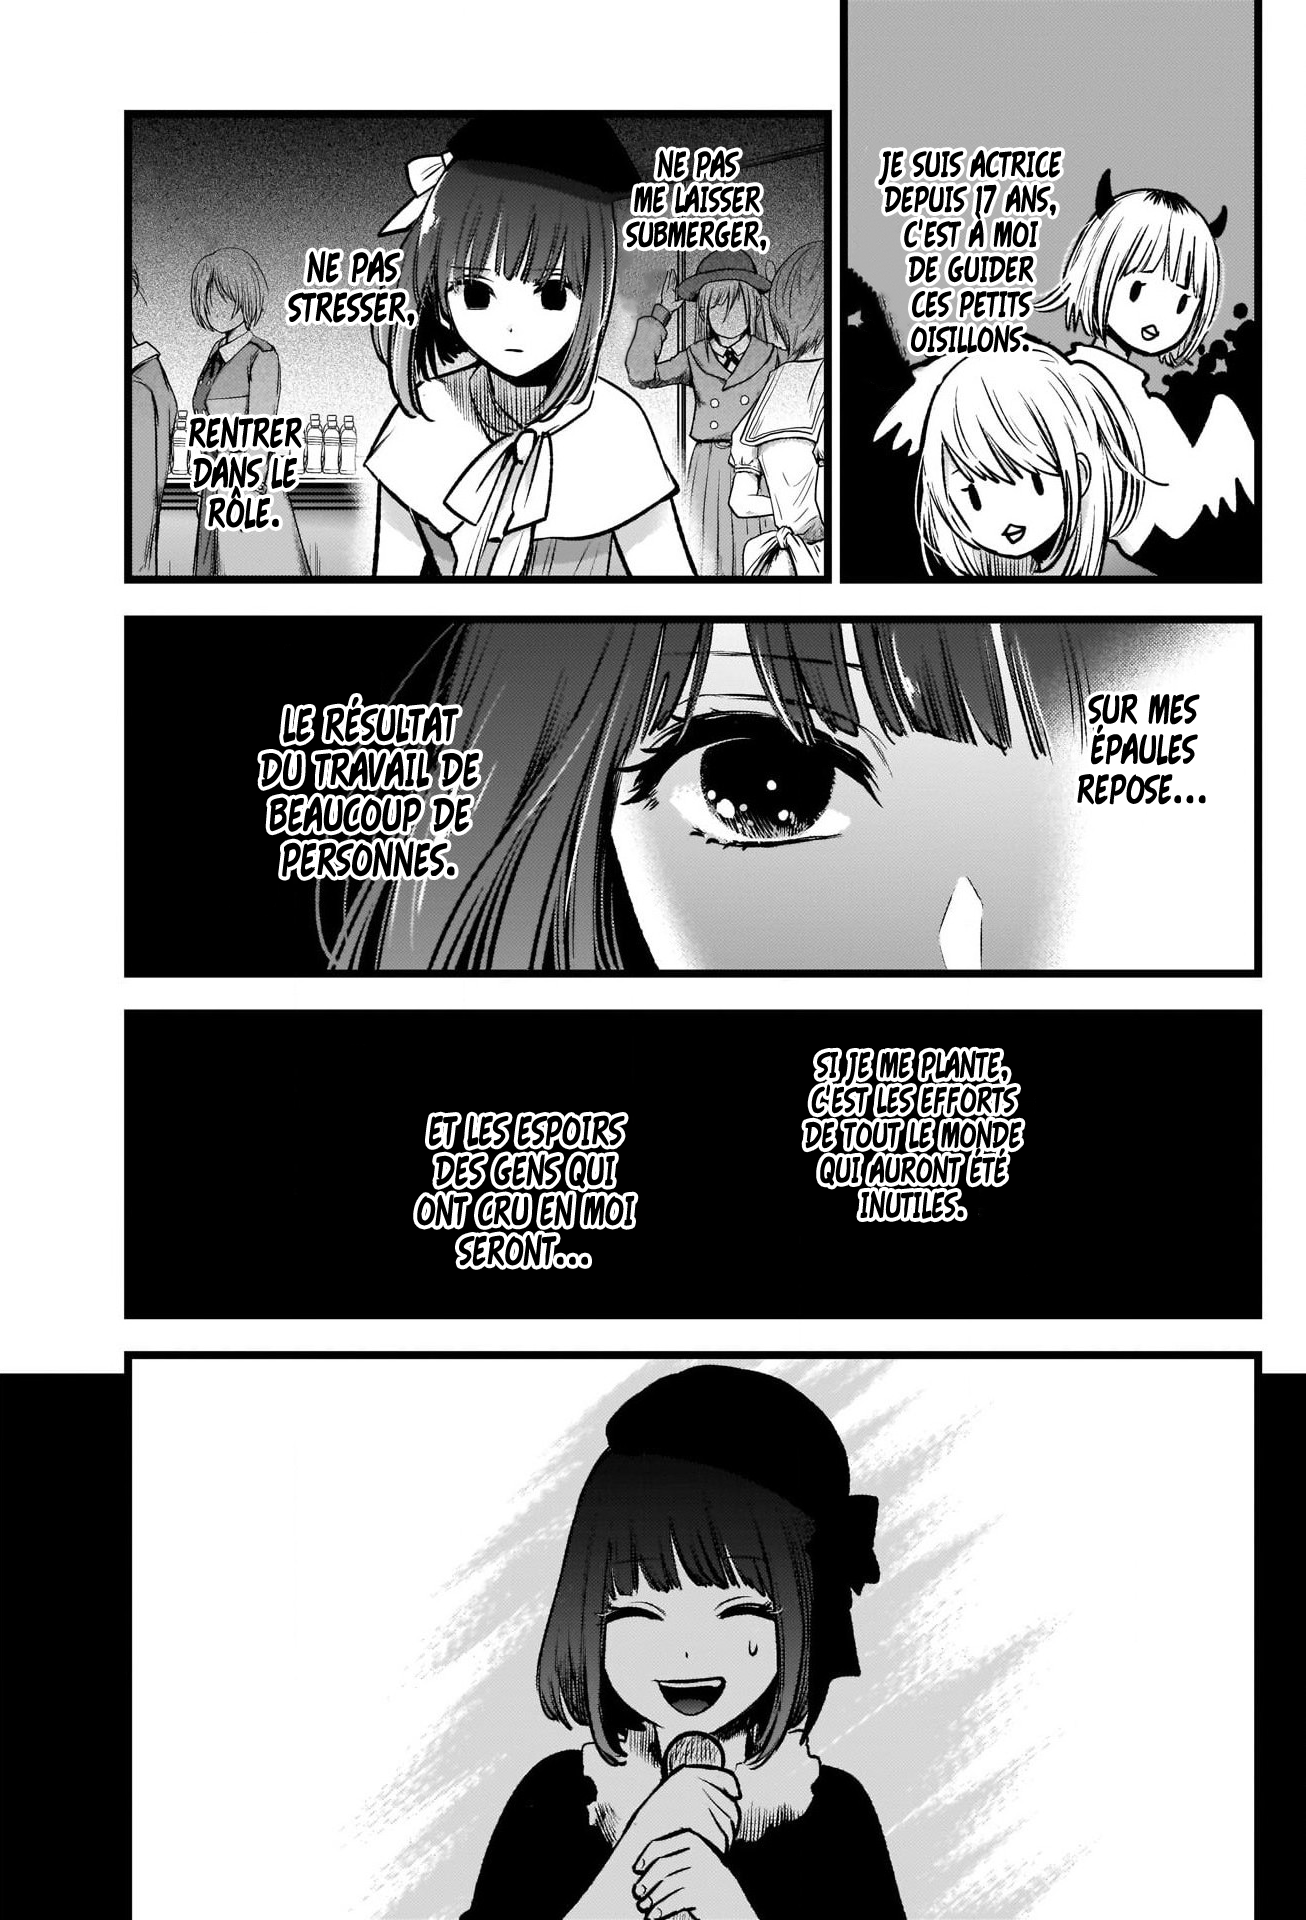 JE SUIS ACTRICE
DEPUIS 17 ANS,
C'EST À MOI
DE GUIDER
CES PETITS
OISILLONS.
NE PAS
ME LAISSER
SUBMERGER,
NE PAS
STRESSER,
RENTRER
DANS LE
RÔLE.
SUR MES
ÉPAULES
REPOSE...
LE RÉSULTAT
DU TRAVAIL DE
BEAUCOUP DE
PERSONNES.
SI JE ME PLANTE,
C'EST LES EFFORTS
DE TOUT LE MONDE
QUI AURONT ÉTÉ
INUTILES.
ET LES ESPOIRS
DES GENS QUI
ONT CRU EN MOI
SERONT...